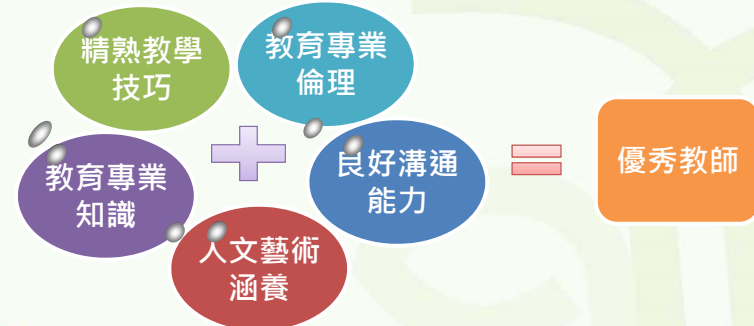 精熟教學
技巧
教育專業
倫理
教育專業
知識
良好溝通
能力
人文藝術
涵養
優秀教師